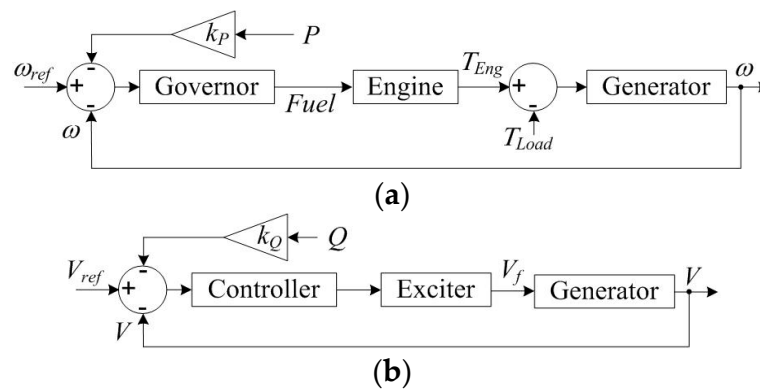 k_P P
ω_ref + - - Governor Fuel Engine T_Eng + - Generator ω
ω T_Load
(a)
k_Q Q
V_ref + - - Controller Exciter V_f Generator V
V
(b)